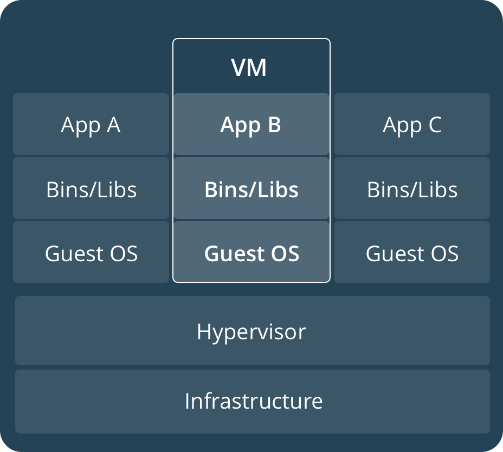 VM
App A
App B
App C
Bins/Libs
Bins/Libs
Bins/Libs
Guest OS
Guest OS
Guest OS
Hypervisor
Infrastructure